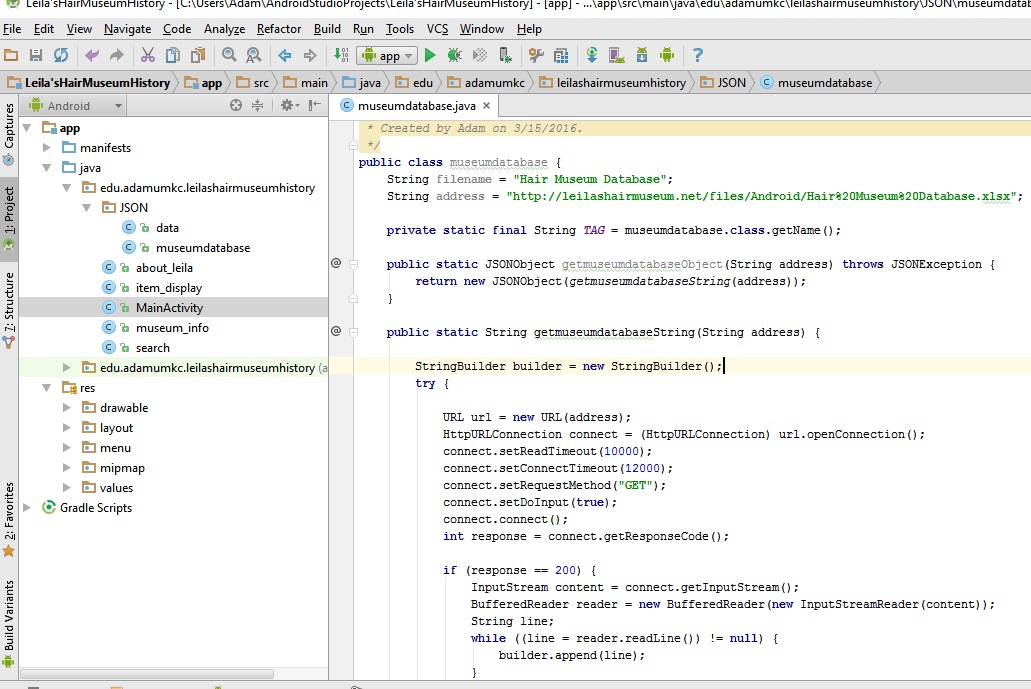 Leila'sHairMuseumHistory - [C:\Users\Adam\AndroidStudioProjects\Leila'sHairMuseumHistory] - [app] - ...\app\src\main\java\edu\adamumkc\leilashairmuseumhistory\JSON\museumdatab
File Edit View Navigate Code Analyze Refactor Build Run Tools VCS Window Help
app
Leila'sHairMuseumHistory app src main java edu adamumkc leilashairmuseumhistory JSON museumdatabase
Android
museumdatabase.java
Captures
1: Project
7: Structure
2: Favorites
Build Variants
app
manifests
java
edu.adamumkc.leilashairmuseumhistory
JSON
data
museumdatabase
about_leila
item_display
MainActivity
museum_info
search
edu.adamumkc.leilashairmuseumhistory (a
res
drawable
layout
menu
mipmap
values
Gradle Scripts
* Created by Adam on 3/15/2016.
*/
public class museumdatabase {
String filename = "Hair Museum Database";
String address = "http://leilashairmuseum.net/files/Android/Hair%20Museum%20Database.xlsx";
private static final String TAG = museumdatabase.class.getName();
public static JSONObject getmuseumdatabaseObject(String address) throws JSONException {
return new JSONObject(getmuseumdatabaseString(address));
}
public static String getmuseumdatabaseString(String address) {
StringBuilder builder = new StringBuilder();
try {
URL url = new URL(address);
HttpURLConnection connect = (HttpURLConnection) url.openConnection();
connect.setReadTimeout(10000);
connect.setConnectTimeout(12000);
connect.setRequestMethod("GET");
connect.setDoInput(true);
connect.connect();
int response = connect.getResponseCode();
if (response == 200) {
InputStream content = connect.getInputStream();
BufferedReader reader = new BufferedReader(new InputStreamReader(content));
String line;
while ((line = reader.readLine()) != null) {
builder.append(line);
}